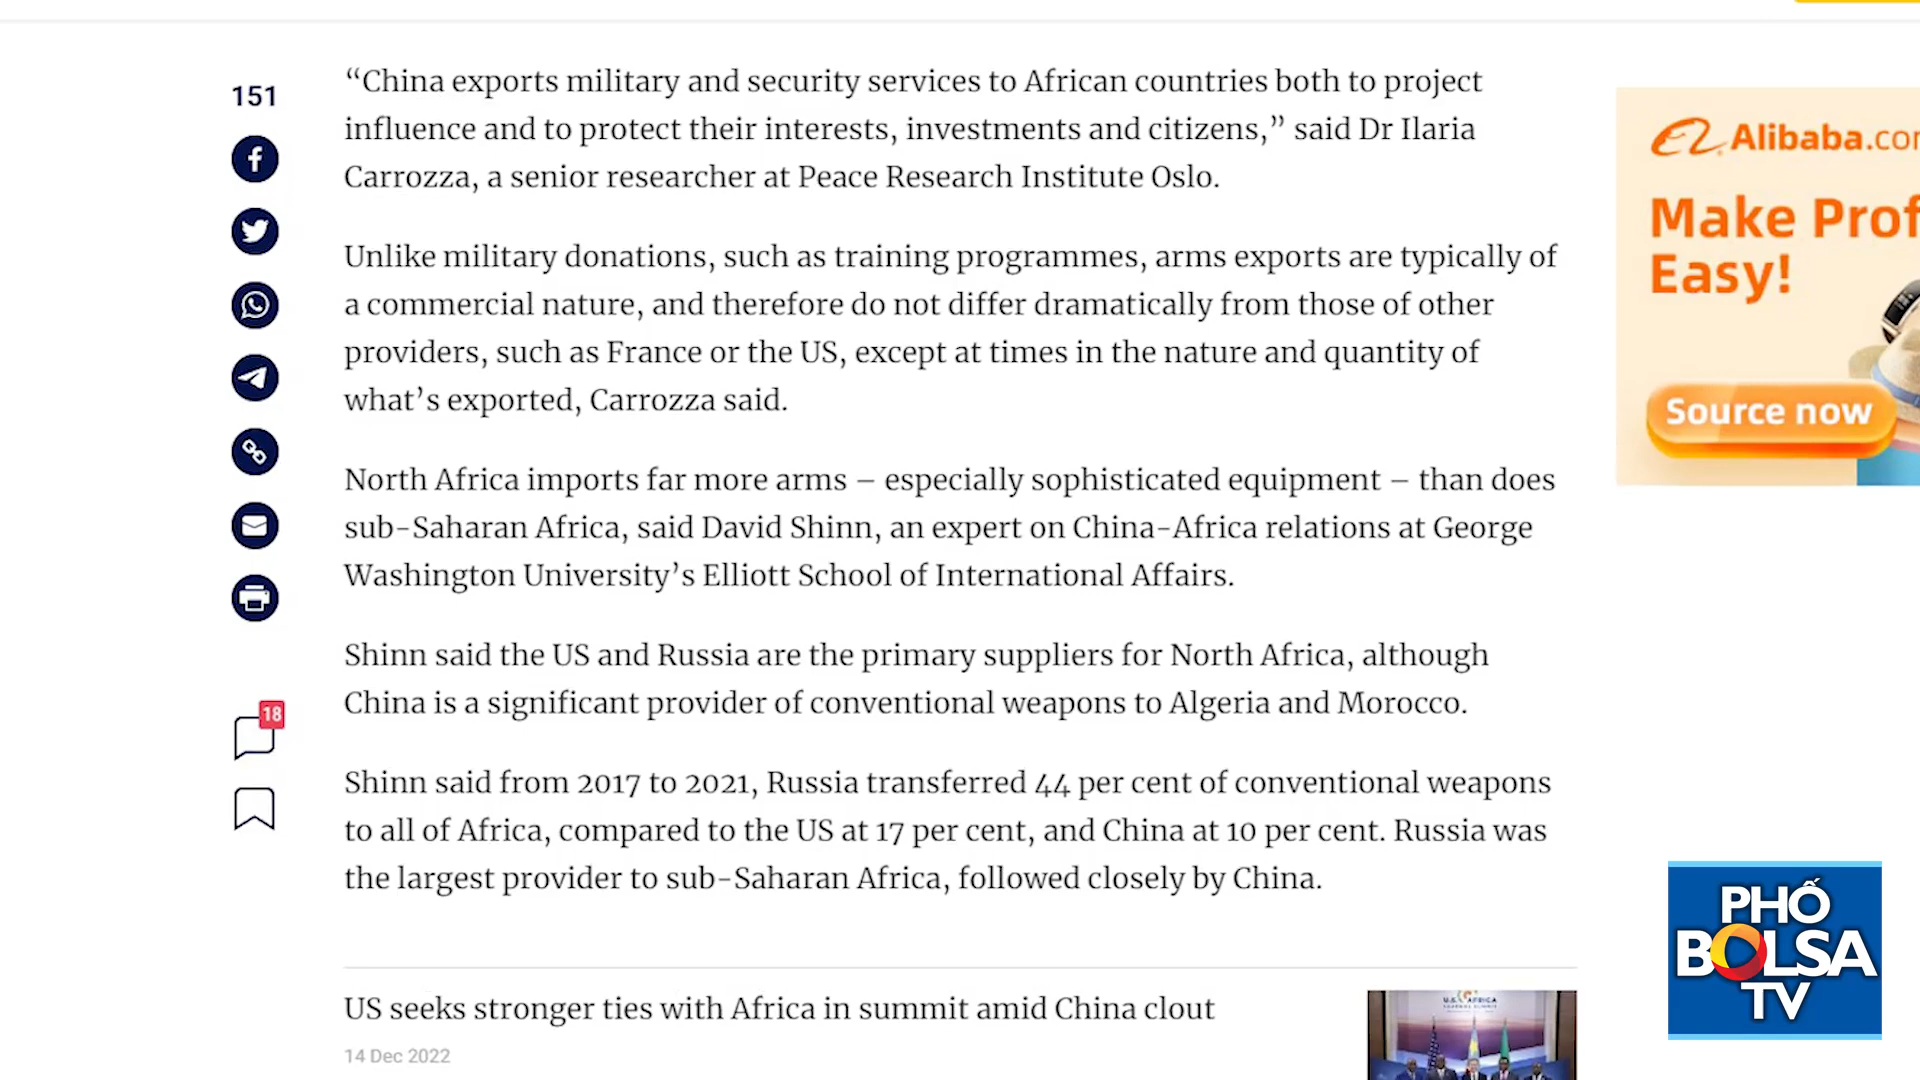 151
“China exports military and security services to African countries both to project
influence and to protect their interests, investments and citizens,” said Dr Ilaria
Carrozza, a senior researcher at Peace Research Institute Oslo.
Unlike military donations, such as training programmes, arms exports are typically of
a commercial nature, and therefore do not differ dramatically from those of other
providers, such as France or the US, except at times in the nature and quantity of
what’s exported, Carrozza said.
North Africa imports far more arms – especially sophisticated equipment – than does
sub-Saharan Africa, said David Shinn, an expert on China-Africa relations at George
Washington University’s Elliott School of International Affairs.
Shinn said the US and Russia are the primary suppliers for North Africa, although
China is a significant provider of conventional weapons to Algeria and Morocco.
18
Shinn said from 2017 to 2021, Russia transferred 44 per cent of conventional weapons
to all of Africa, compared to the US at 17 per cent, and China at 10 per cent. Russia was
the largest provider to sub-Saharan Africa, followed closely by China.
US seeks stronger ties with Africa in summit amid China clout
14 Dec 2022
Alibaba.co
Make Prof
Easy!
Source now
PHỐ
BOLSA
TV